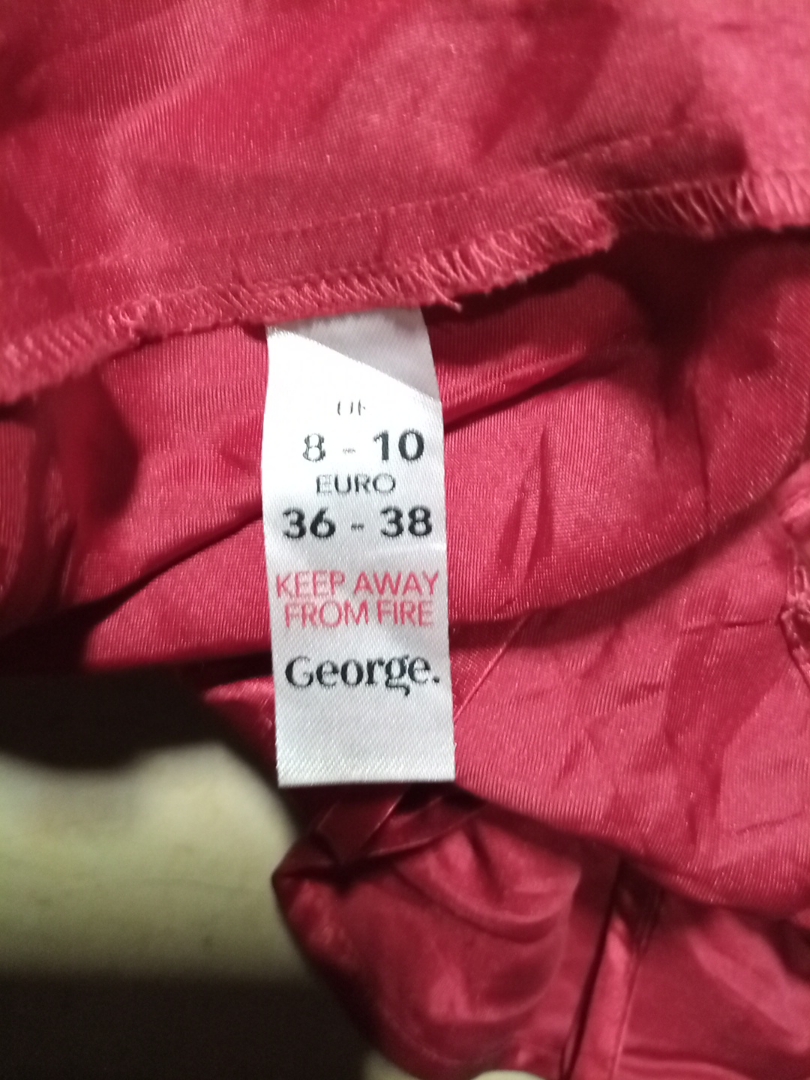 8 - 10
EURO
36 - 38
KEEP AWAY
FROM FIRE
George.